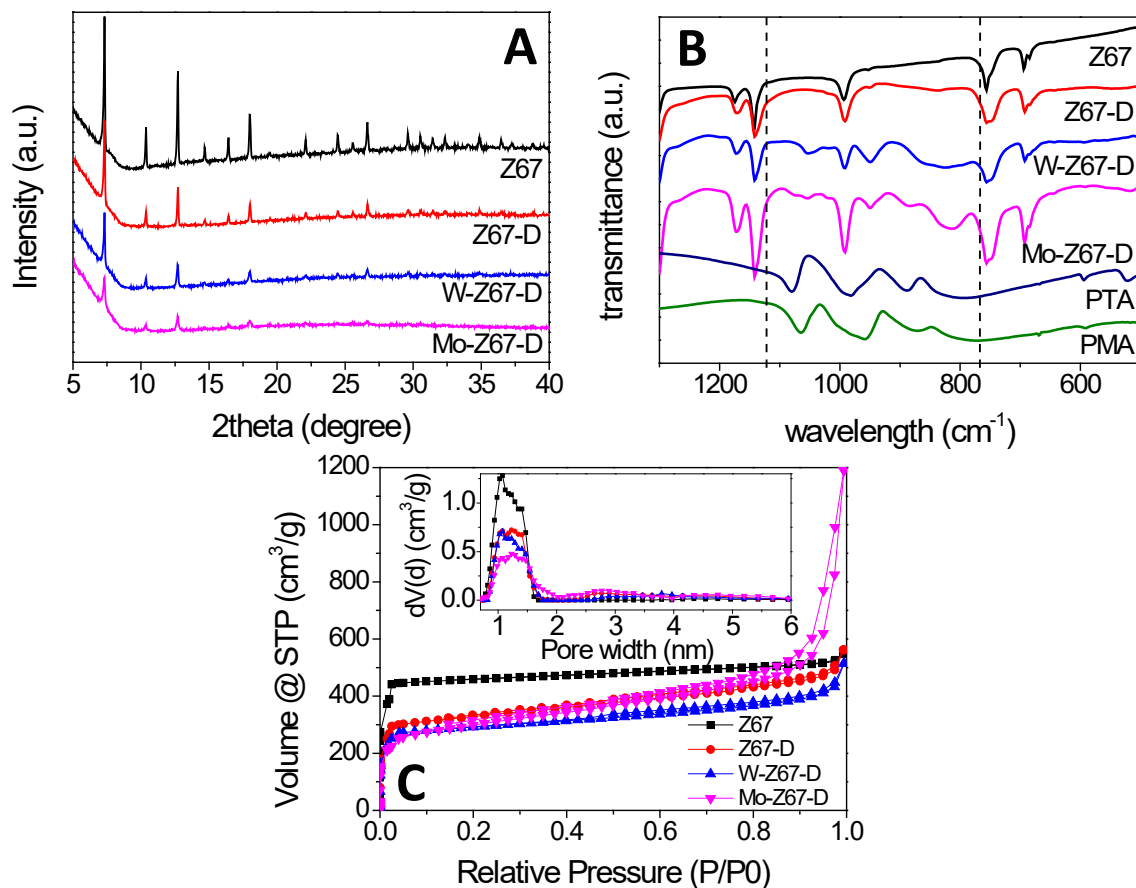 A
Z67
Z67-D
W-Z67-D
Mo-Z67-D
Intensity (a.u.)
5 10 15 20 25 30 35 40
2theta (degree)
B
Z67
Z67-D
W-Z67-D
Mo-Z67-D
PTA
PMA
transmittance (a.u.)
1200 1000 800 600
wavelength (cm-1)
1200
1000
800
600
400
200
0
Volume @ STP (cm3/g)
1.0
0.5
0.0
dV(d) (cm3/g)
1 2 3 4 5 6
Pore width (nm)
C
Z67
Z67-D
W-Z67-D
Mo-Z67-D
0.0 0.2 0.4 0.6 0.8 1.0
Relative Pressure (P/P0)